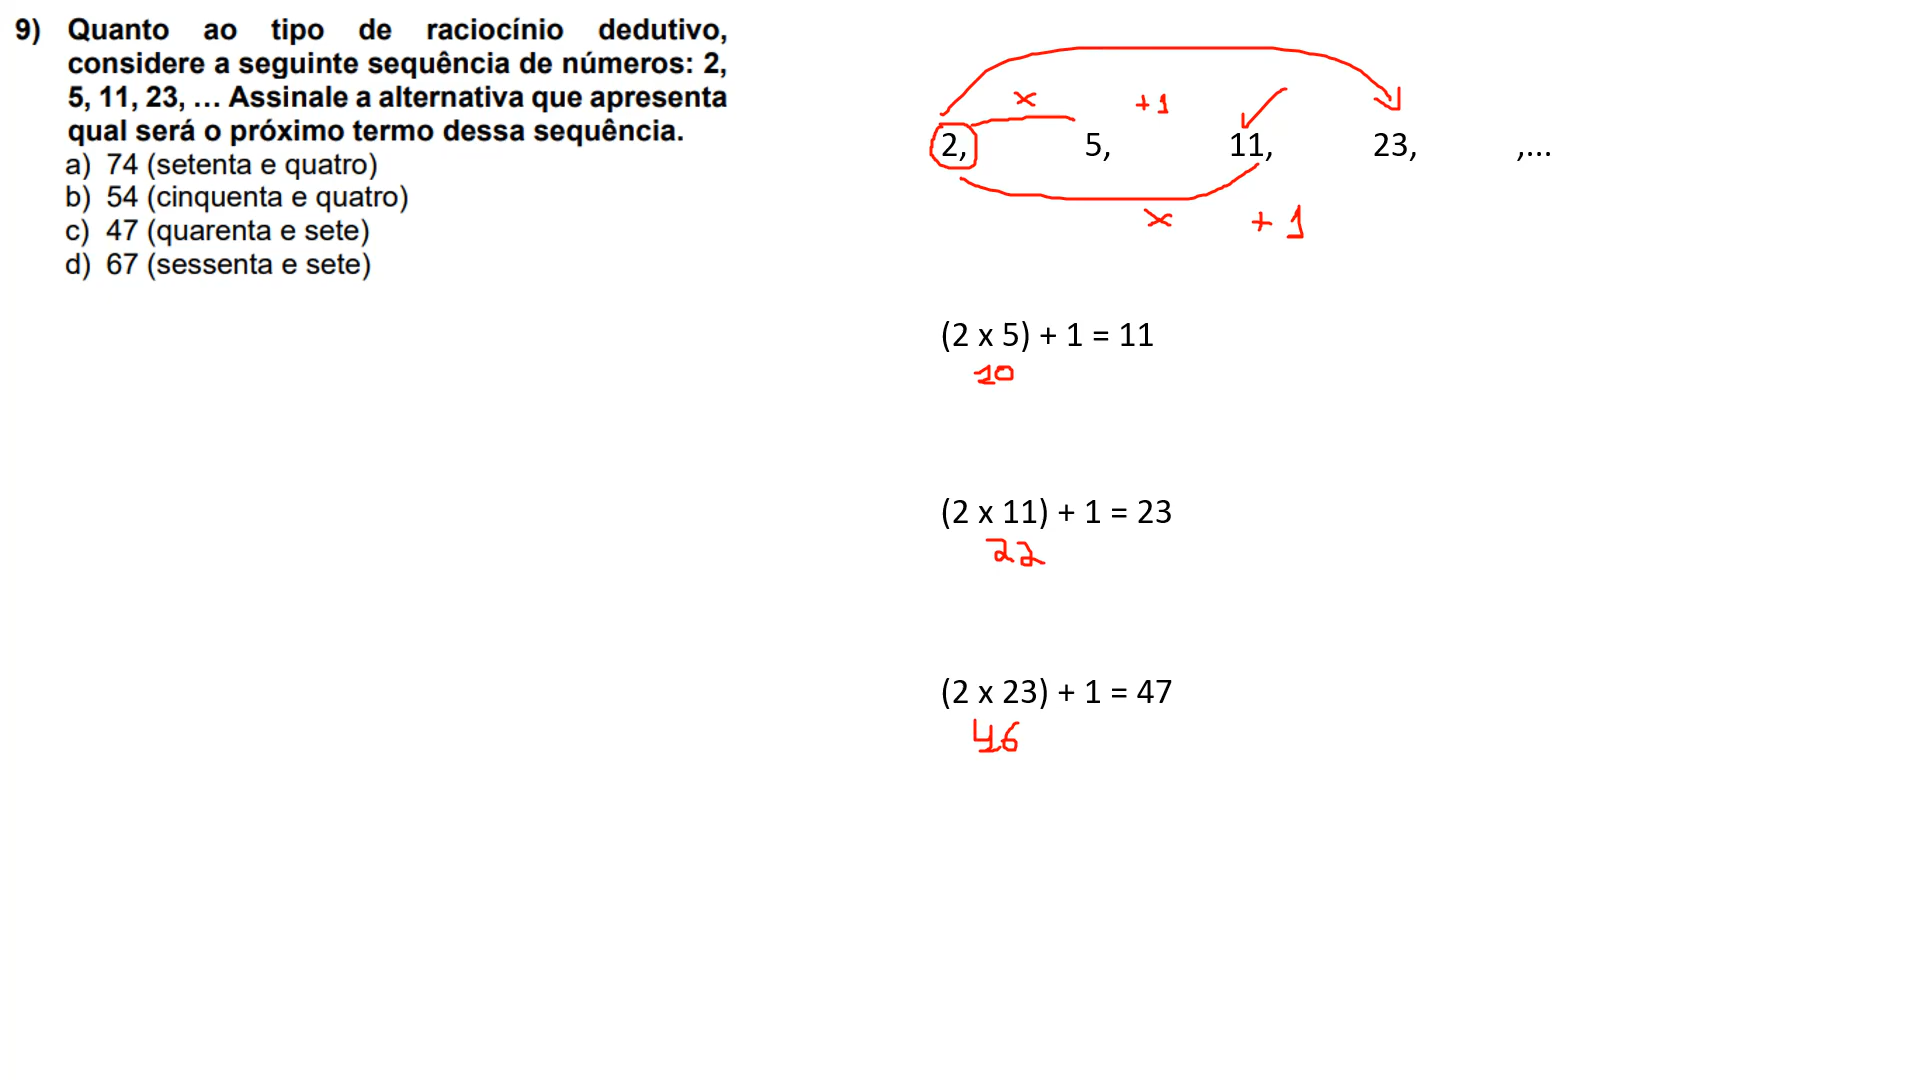 9) Quanto ao tipo de raciocínio dedutivo,
considere a seguinte sequência de números: 2,
5, 11, 23, ... Assinale a alternativa que apresenta
qual será o próximo termo dessa sequência.
a) 74 (setenta e quatro)
b) 54 (cinquenta e quatro)
c) 47 (quarenta e sete)
d) 67 (sessenta e sete)
x +1
2, 5, 11, 23, ,...
x + 1
(2 x 5) + 1 = 11
10
(2 x 11) + 1 = 23
22
(2 x 23) + 1 = 47
46